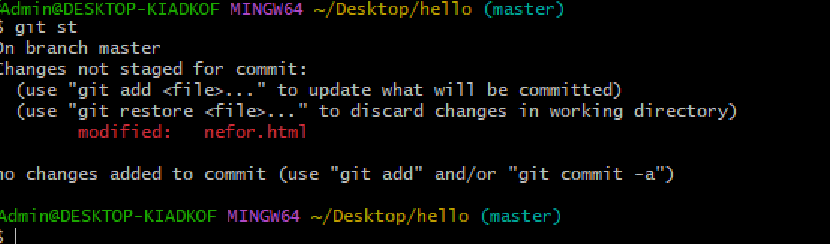 Admin@DESKTOP-KIADKOF MINGW64 ~/Desktop/hello (master)
$ git st
On branch master
Changes not staged for commit:
  (use "git add <file>..." to update what will be committed)
  (use "git restore <file>..." to discard changes in working directory)
        modified:   nefor.html

no changes added to commit (use "git add" and/or "git commit -a")

Admin@DESKTOP-KIADKOF MINGW64 ~/Desktop/hello (master)
$